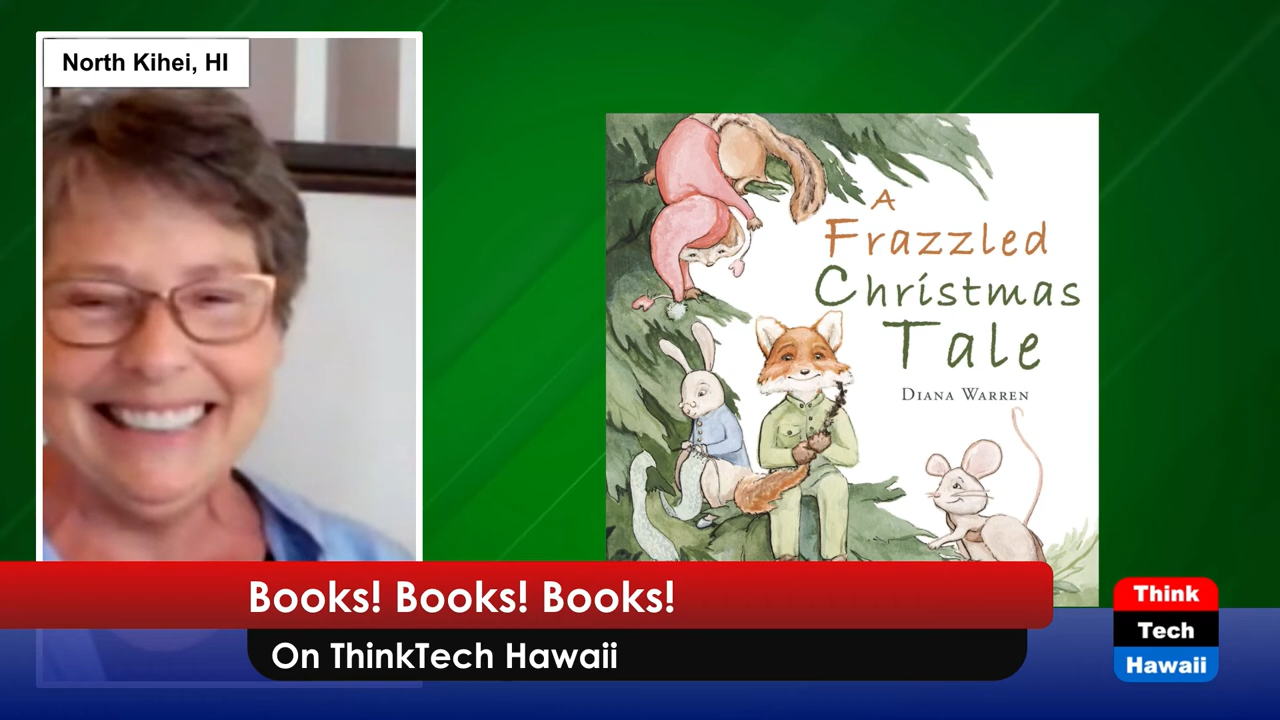 North Kihei, HI
A
Frazzled
Christmas
Tale
Diana Warren
Books! Books! Books!
On ThinkTech Hawaii
Think
Tech
Hawaii